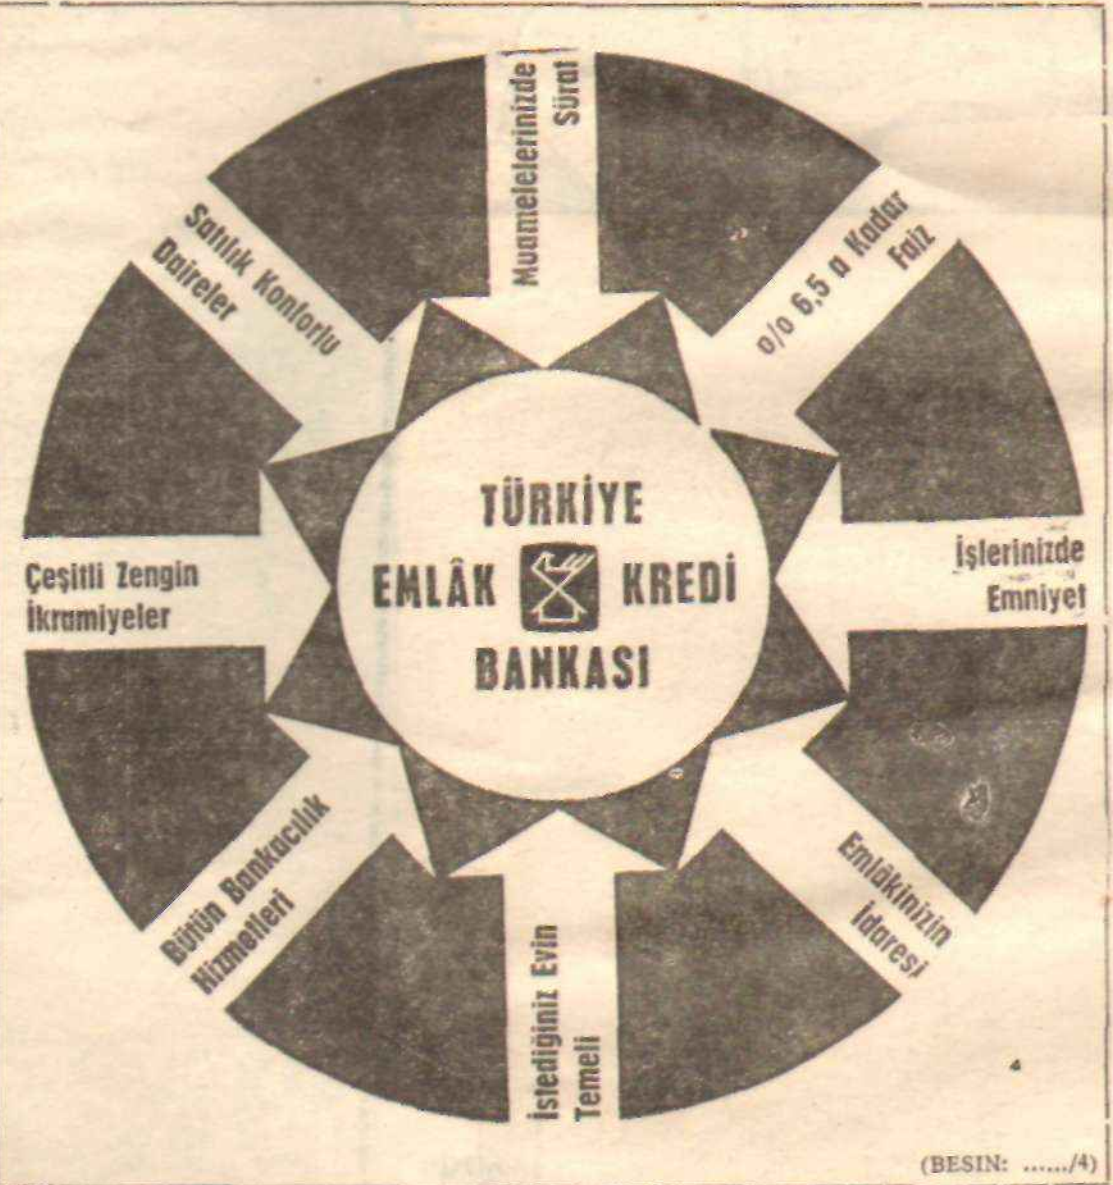 Muamelelerinizde
Sürat
o/o 6,5 a Kadar
Faiz
İşlerinizde
Emniyet
Emlâkinizin
İdaresi
İstediğiniz Evin
Temeli
Bütün Bankacılık
Hizmetleri
Çeşitli Zengin
İkramiyeler
Satılık Konforlu
Daireler
TÜRKİYE
EMLÂK KREDİ
BANKASI
(BESIN: ....../4)